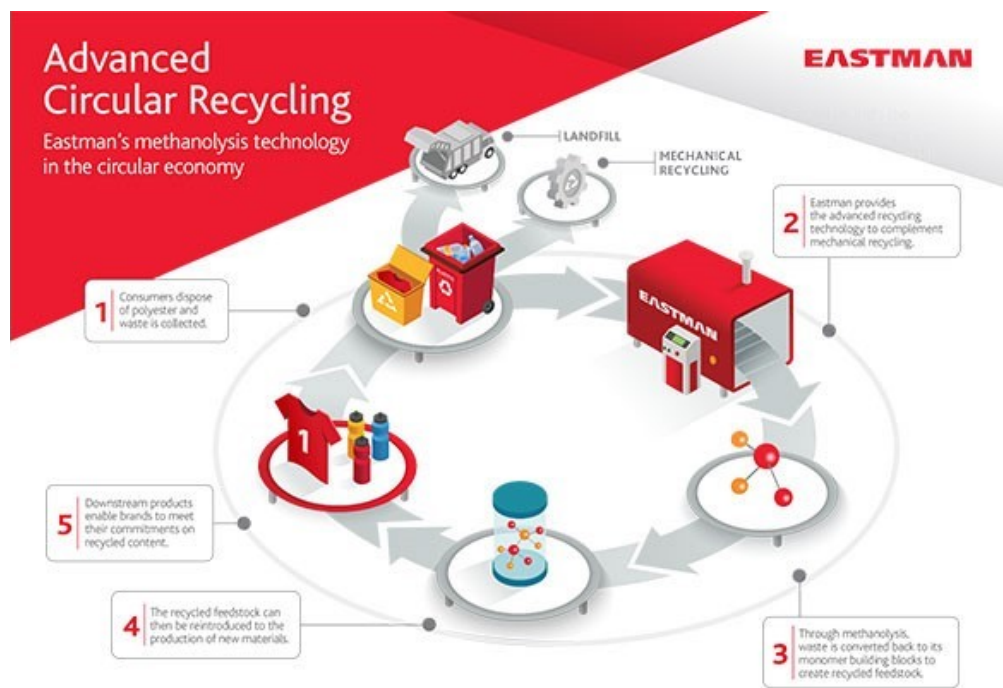 Advanced
Circular Recycling
Eastman's methanolysis technology
in the circular economy
EASTMAN
LANDFILL
MECHANICAL
RECYCLING
1
Consumers dispose
of polyester and
waste is collected.
2
Eastman provides
the advanced recycling
technology to complement
mechanical recycling.
EASTMAN
1
5
Downstream products
enable brands to meet
their commitments on
recycled content.
4
The recycled feedstock can
then be reintroduced to the
production of new materials.
3
Through methanolysis,
waste is converted back to its
monomer building blocks to
create recycled feedstock.